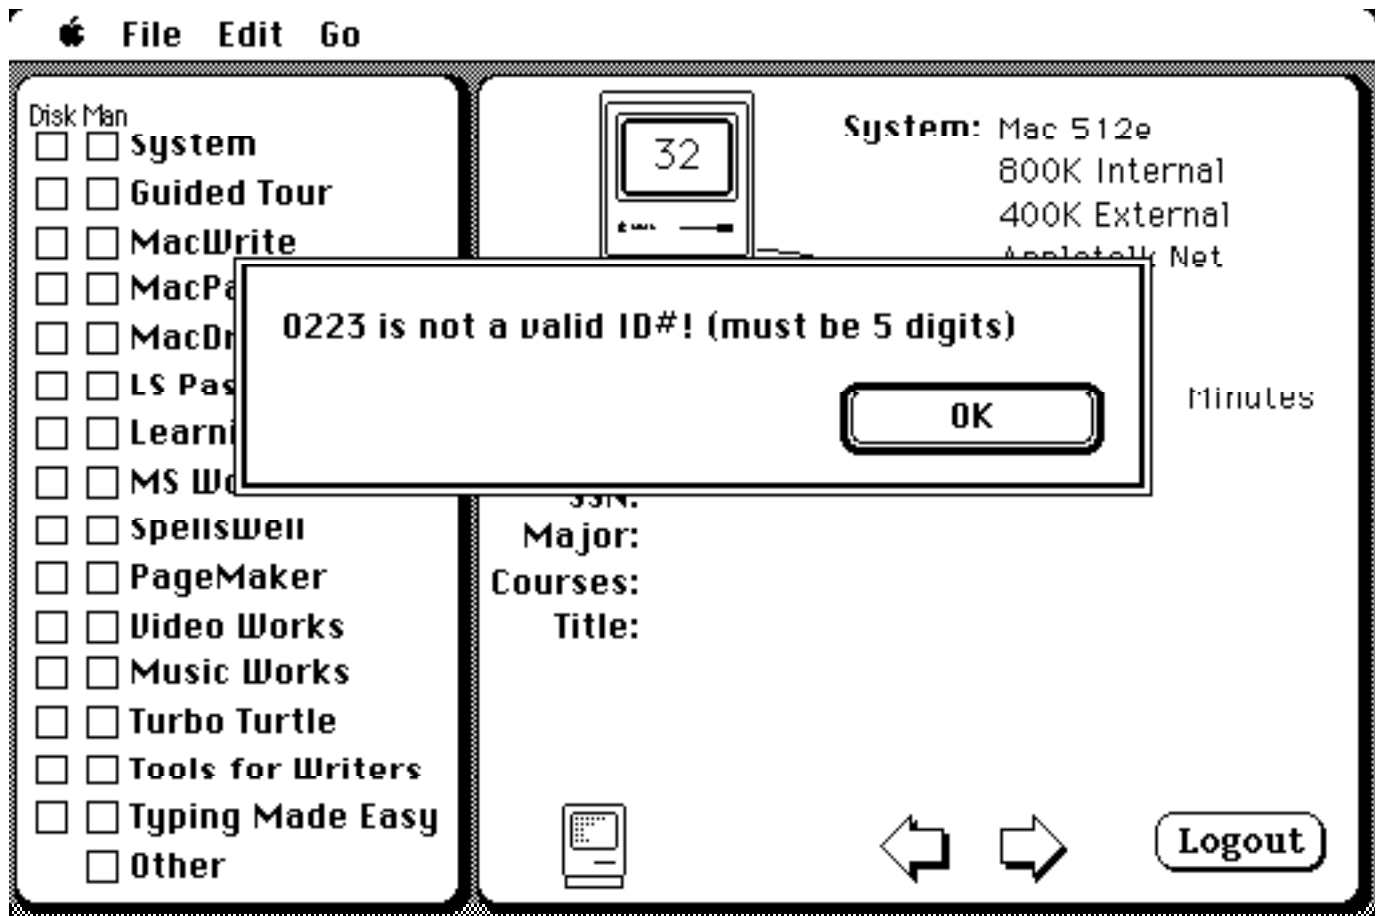 File Edit Go
Disk Man
System
Guided Tour
MacWrite
MacPa
MacDr
LS Pas
Learni
MS Wo
Spellswell
PageMaker
Video Works
Music Works
Turbo Turtle
Tools for Writers
Typing Made Easy
Other
32
System: Mac 512e
800K Internal
400K External
Appletalk Net
0223 is not a valid ID#! (must be 5 digits)
OK
Minutes
SSN:
Major:
Courses:
Title:
Logout